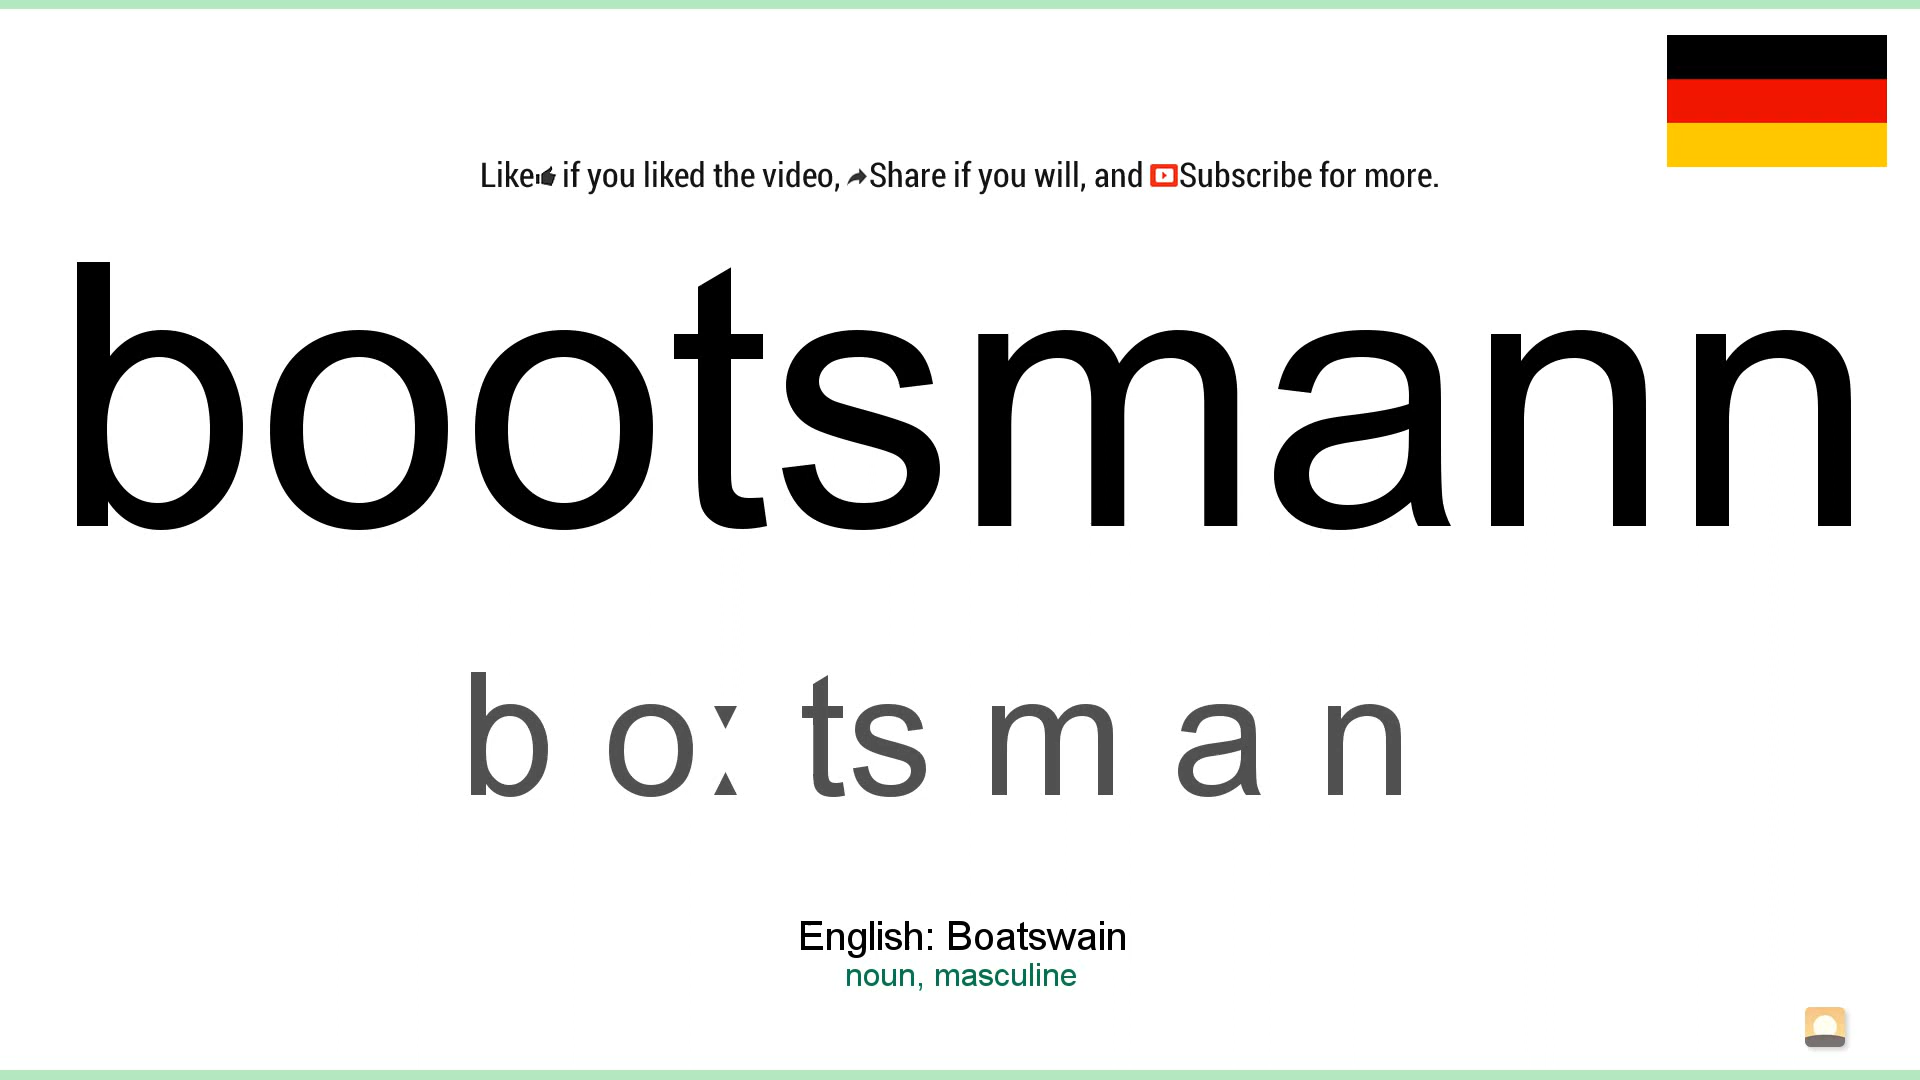 Like if you liked the video, Share if you will, and Subscribe for more.
bootsmann
b oː ts m a n
English: Boatswain
noun, masculine